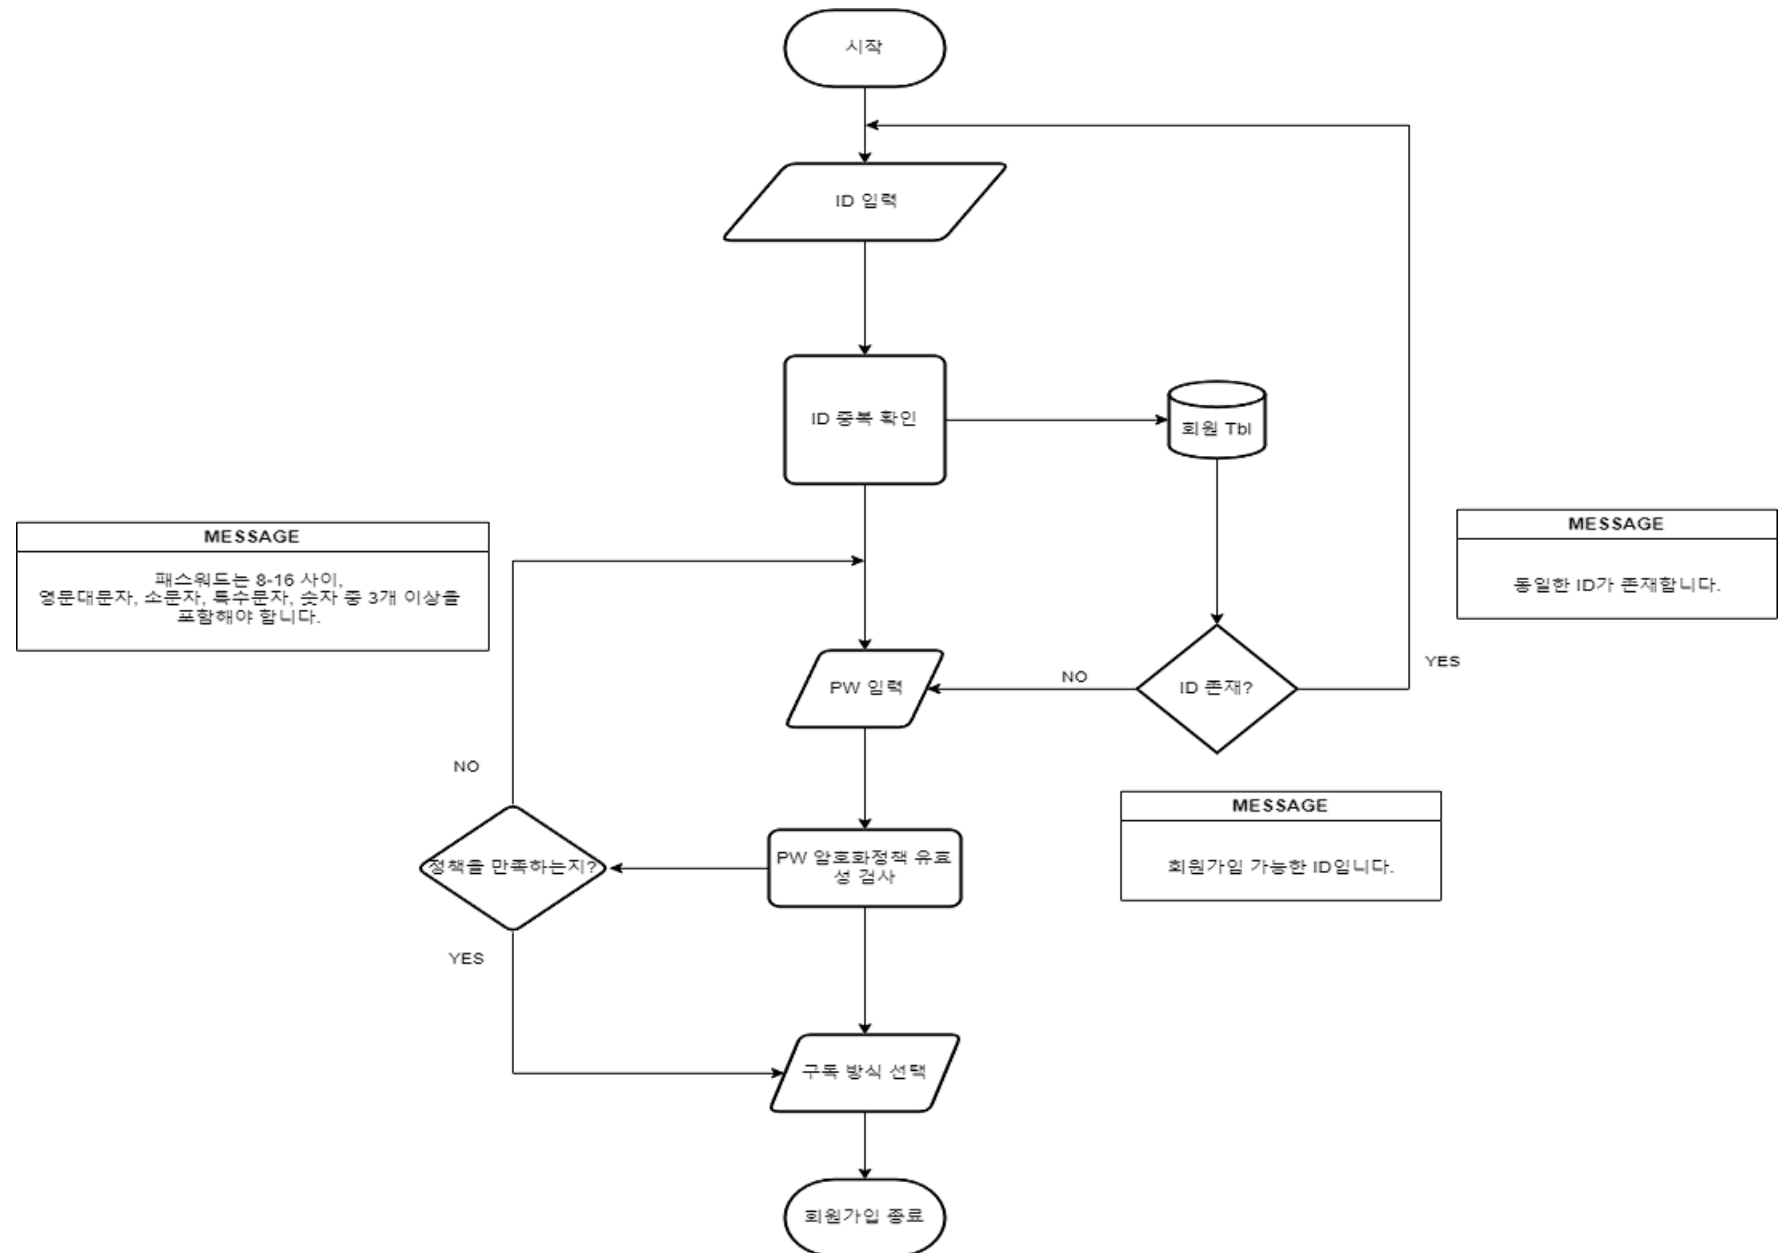 시작
ID 입력
ID 중복 확인
회원 Tbl
MESSAGE
동일한 ID가 존재합니다.
MESSAGE
패스워드는 8-16 사이,
영문대문자, 소문자, 특수문자, 숫자 중 3개 이상을
포함해야 합니다.
YES
NO
ID 존재?
PW 입력
NO
MESSAGE
회원가입 가능한 ID입니다.
PW 암호화정책 유효
성 검사
정책을 만족하는지?
YES
구독 방식 선택
회원가입 종료